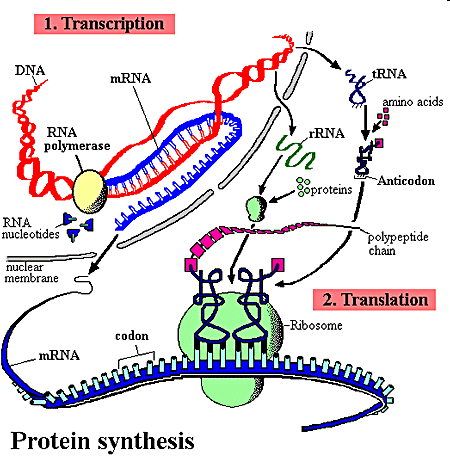 1. Transcription
DNA
mRNA
tRNA
amino acids
RNA
polymerase
rRNA
proteins
Anticodon
RNA
nucleotides
polypeptide
chain
nuclear
membrane
2. Translation
Ribosome
codon
mRNA
Protein synthesis